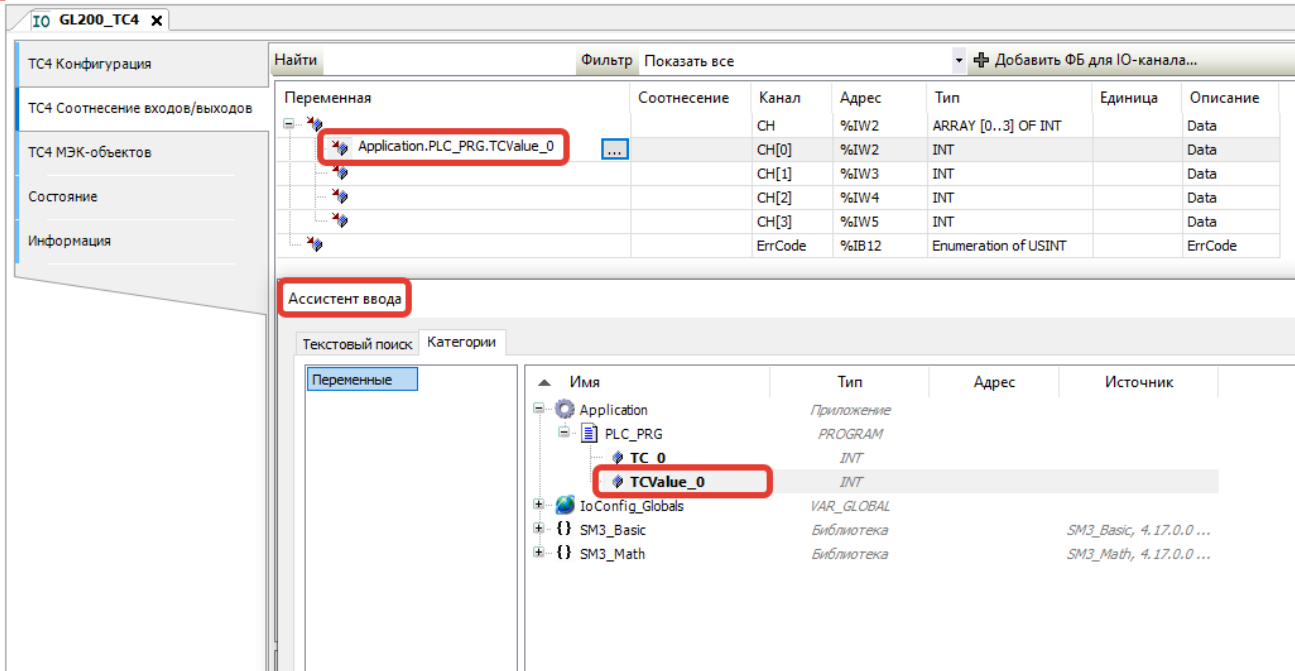 GL200_TC4
ТС4 Конфигурация
ТС4 Соотнесение входов/выходов
ТС4 МЭК-объектов
Состояние
Информация
Найти Фильтр Показать все Добавить ФБ для IO-канала...
Переменная Соотнесение Канал Адрес Тип Единица Описание
CH %IW2 ARRAY [0..3] OF INT Data
Application.PLC_PRG.TCValue_0 ... CH[0] %IW2 INT Data
CH[1] %IW3 INT Data
CH[2] %IW4 INT Data
CH[3] %IW5 INT Data
ErrCode %IB12 Enumeration of USINT ErrCode
Ассистент ввода
Текстовый поиск Категории
Переменные
Имя Тип Адрес Источник
Application Приложение
PLC_PRG PROGRAM
TC_0 INT
TCValue_0 INT
IoConfig_Globals VAR_GLOBAL
{} SM3_Basic Библиотека SM3_Basic, 4.17.0.0 ...
{} SM3_Math Библиотека SM3_Math, 4.17.0.0 ...